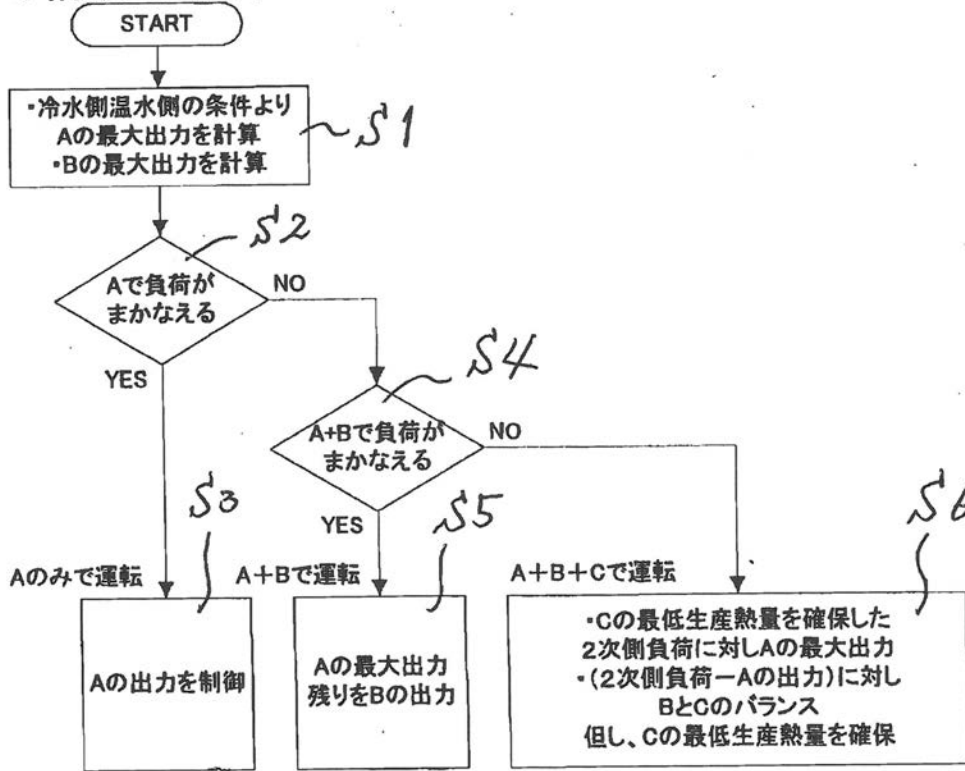 START
・冷水側温水側の条件より
Aの最大出力を計算
・Bの最大出力を計算
S1
S2
Aで負荷が
まかなえる
NO
YES
S4
A+Bで負荷が
まかなえる
NO
YES
S3
S5
S6
Aのみで運転
A+Bで運転
A+B+Cで運転
Aの出力を制御
Aの最大出力
残りをBの出力
・Cの最低生産熱量を確保した
2次側負荷に対しAの最大出力
・(2次側負荷-Aの出力)に対し
BとCのバランス
但し、Cの最低生産熱量を確保